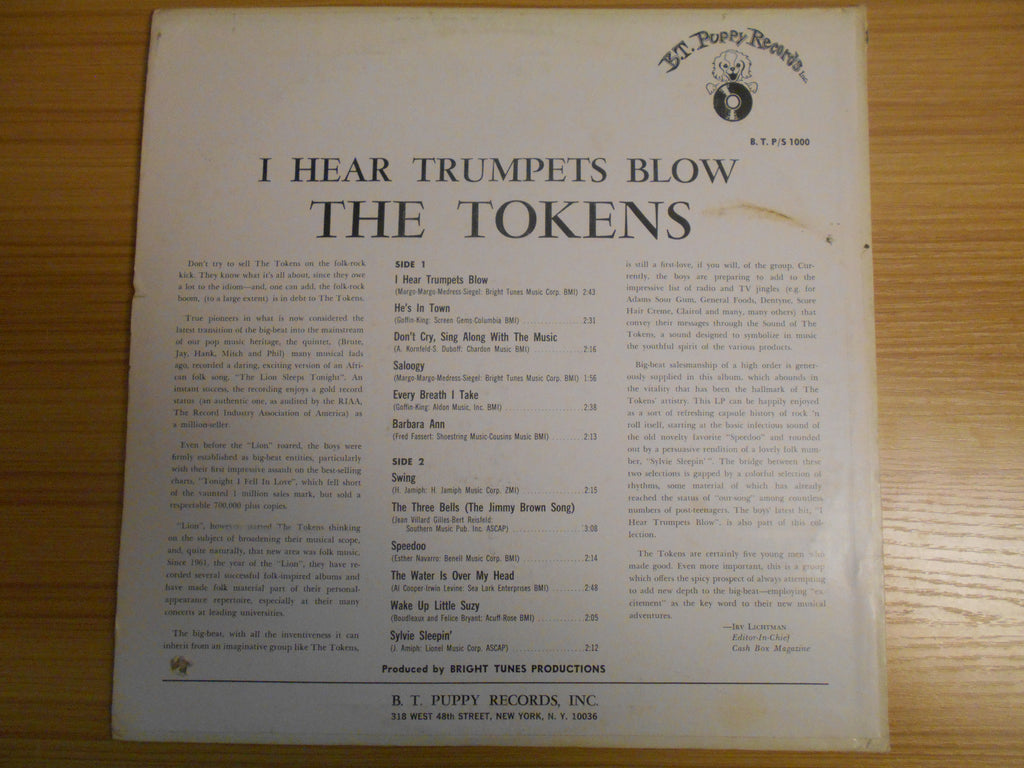 B.T. Puppy Records Inc.
B. T. P/S 1000
I HEAR TRUMPETS BLOW
THE TOKENS
Don't try to sell The Tokens on the folk-rock
kick. They know what it's all about, since they owe
a lot to the idiom—and, one can add, the folk-rock
boom, (to a large extent) is in debt to The Tokens.
True pioneers in what is now considered the
latest transition of the big-beat into the mainstream
of our pop music heritage, the quintet, (Brute,
Jay, Hank, Mitch and Phil) many musical fads
ago, recorded a daring, exciting version of an Afri-
can folk song, "The Lion Sleeps Tonight". An
instant success, the recording enjoys a gold record
status (an authentic one, as audited by the RIAA,
The Record Industry Association of America) as
a million-seller.
Even before the "Lion" roared, the Boys were
firmly established as big-beat entities, particularly
with their first impressive assault on the best-selling
charts, "Tonight I Fell In Love", which fell short
of the vaunted 1 million sales mark, but sold a
respectable 700,000 plus copies.
"Lion", however, started The Tokens thinking
on the subject of broadening their musical scope,
and, quite naturally, that new area was folk music.
Since 1961, the year of the "Lion", they have re-
corded several successful folk-inspired albums and
have made folk material part of their personal-
appearance repertoire, especially at their many
concerts at leading universities.
The big-beat, with all the inventiveness it can
inherit from an imaginative group like The Tokens,
SIDE 1
I Hear Trumpets Blow
(Margo-Margo-Medress-Siegel: Bright Tunes Music Corp. BMI) 2:43
He's In Town
(Goffin-King: Screen Gems-Columbia BMI) 2:31
Don't Cry, Sing Along With The Music
(A. Kornfeld-S. Duboff: Chardon Music BMI) 2:16
Saloogy
(Margo-Margo-Medress-Siegel: Bright Tunes Music Corp. BMI) 1:56
Every Breath I Take
(Goffin-King: Aldon Music, Inc. BMI) 2:38
Barbara Ann
(Fred Fassert: Shoestring Music-Cousins Music BMI) 2:13
SIDE 2
Swing
(H. Jamiph: H. Jamiph Music Corp. ZMI) 2:15
The Three Bells (The Jimmy Brown Song)
(Jean Villard Gilles-Bert Reisfeld:
Southern Music Pub. Inc. ASCAP) 3:08
Speedoo
(Esther Navarro: Benell Music Corp. BMI) 2:14
The Water Is Over My Head
(Al Cooper-Irwin Levine: Sea Lark Enterprises BMI) 2:48
Wake Up Little Suzy
(Boudleaux and Felice Bryant: Acuff-Rose BMI) 2:05
Sylvie Sleepin'
(J. Amiph: Lionel Music Corp. ASCAP) 2:12
is still a first-love, if you will, of the group. Cur-
rently, the boys are preparing to add to the
impressive list of radio and TV jingles (e.g. for
Adams Sour Gum, General Foods, Dentyne, Score
Hair Creme, Clairol and many, many others) that
convey their messages through the Sound of The
Tokens, a sound designed to symbolize in music
the youthful spirit of the various products.
Big-beat salesmanship of a high order is gener-
ously supplied in this album, which abounds in
the vitality that has been the hallmark of The
Tokens' artistry. This LP can be happily enjoyed
as a sort of refreshing capsule history of rock 'n
roll itself, starting at the basic infectious sound of
the old novelty favorite "Speedoo" and rounded
out by a persuasive rendition of a lovely folk num-
ber, "Sylvie Sleepin'". The bridge between these
two selections is gapped by a colorful selection of
rhythms, some material of which has already
reached the status of "our-song" among countless
numbers of post-teenagers. The boys' latest hit, "I
Hear Trumpets Blow", is also part of this col-
lection.
The Tokens are certainly five young men who
made good. Even more important, this is a group
which offers the spicy prospect of always attempting
to add new depth to the big-beat—employing "ex-
citement" as the key word to their new musical
adventures.
—Irv Lichtman
Editor-In-Chief
Cash Box Magazine
Produced by BRIGHT TUNES PRODUCTIONS
B. T. PUPPY RECORDS, INC.
318 WEST 48th STREET, NEW YORK, N. Y. 10036